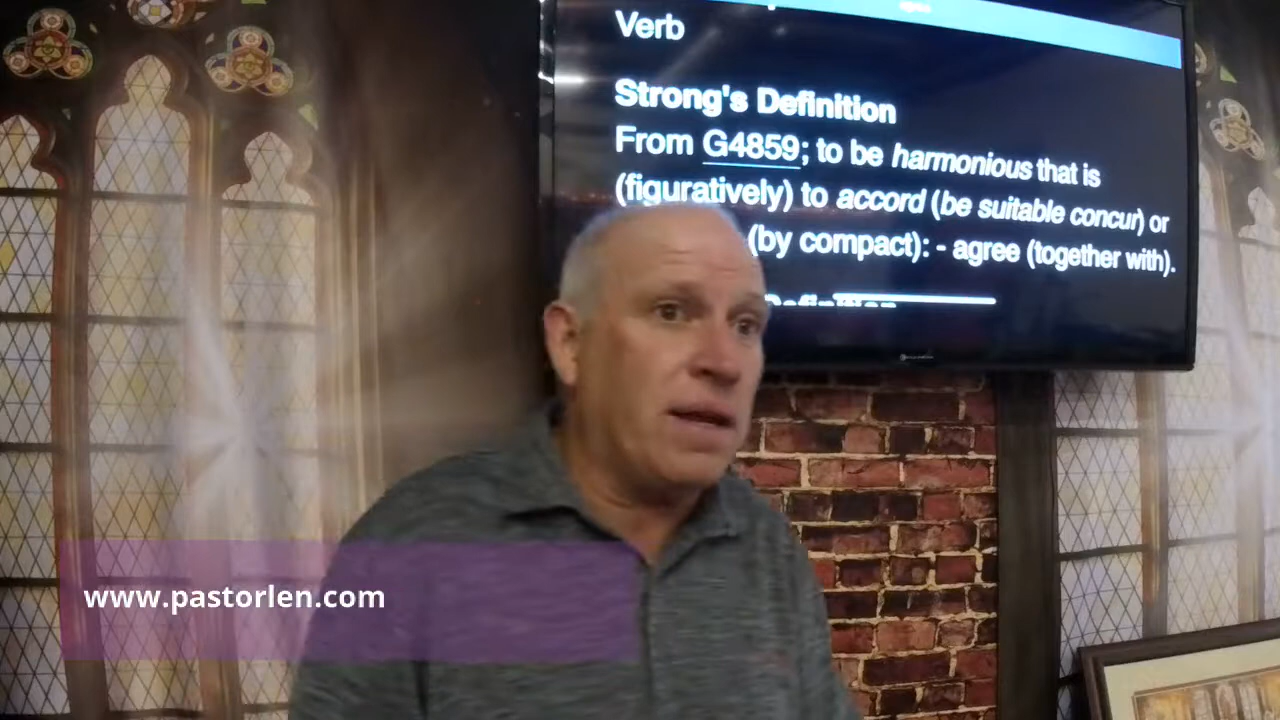 Verb
Strong's Definition
From G4859; to be harmonious that is
(figuratively) to accord (be suitable concur) or
(by compact): - agree (together with).
Definition
www.pastorlen.com